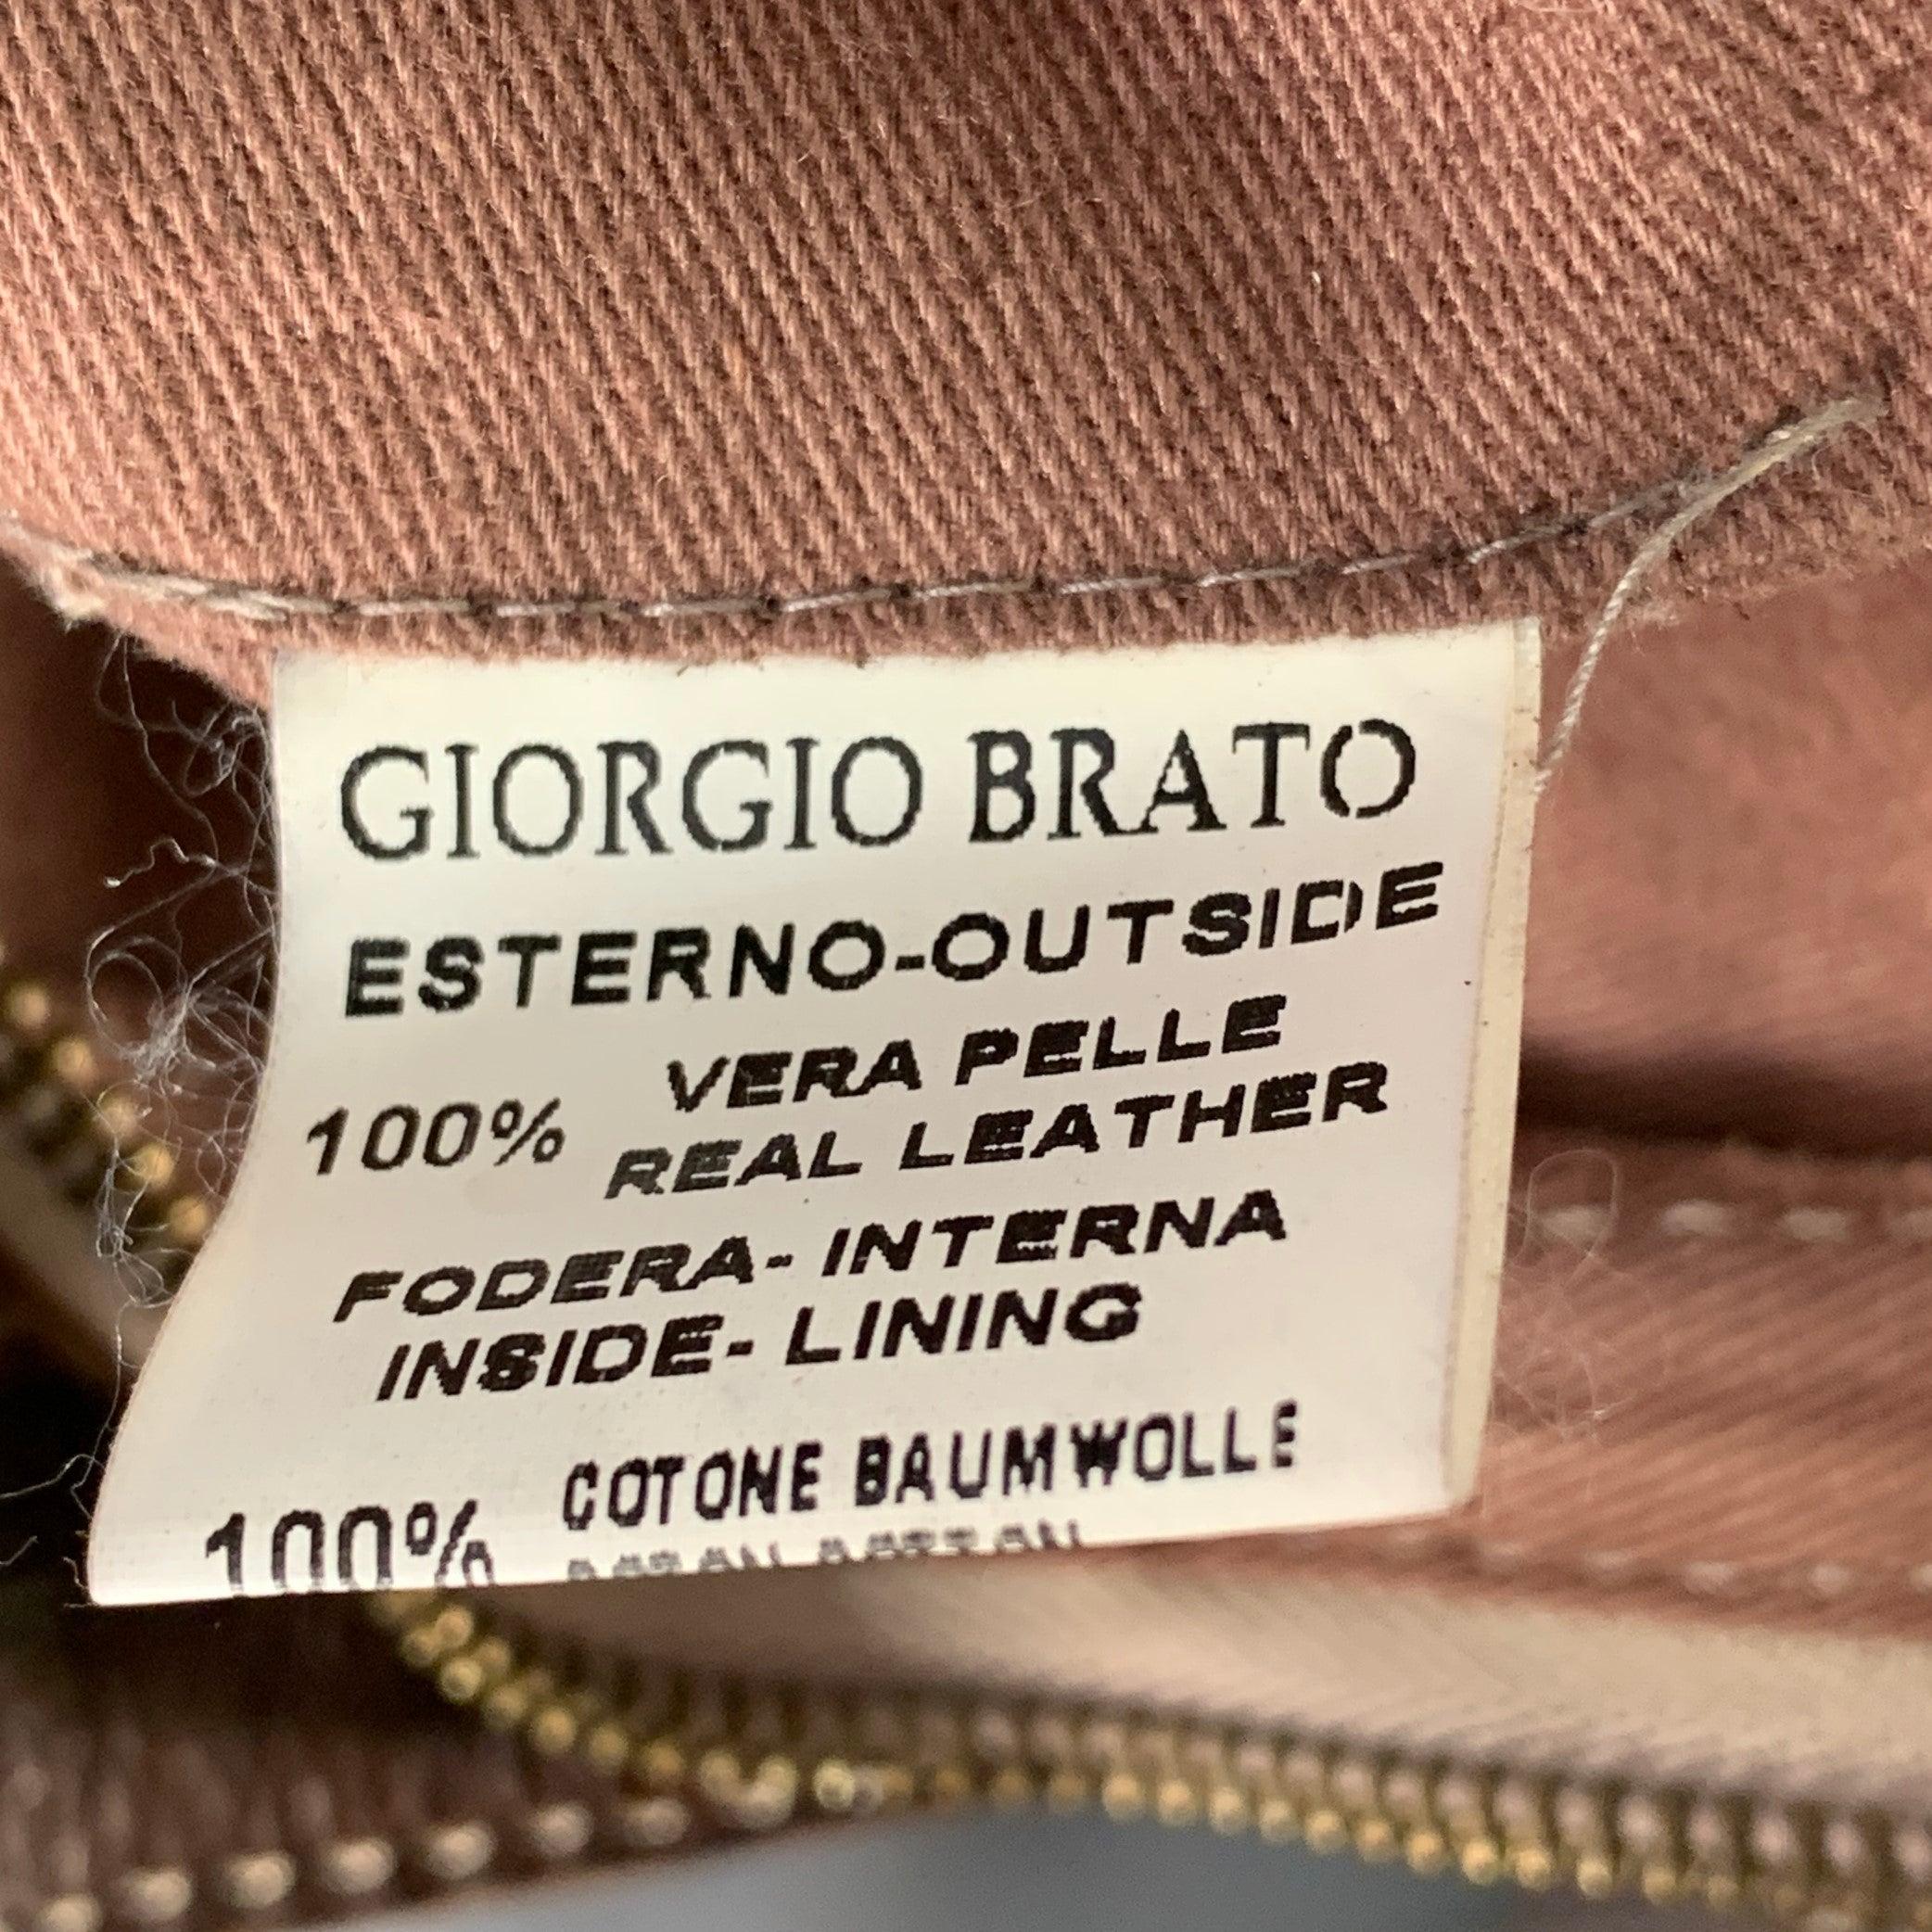 GIORGIO BRATO
ESTERNO-OUTSIDE
100% VERA PELLE
REAL LEATHER
FODERA- INTERNA
INSIDE- LINING
COTONE BAUMWOLLE
100%